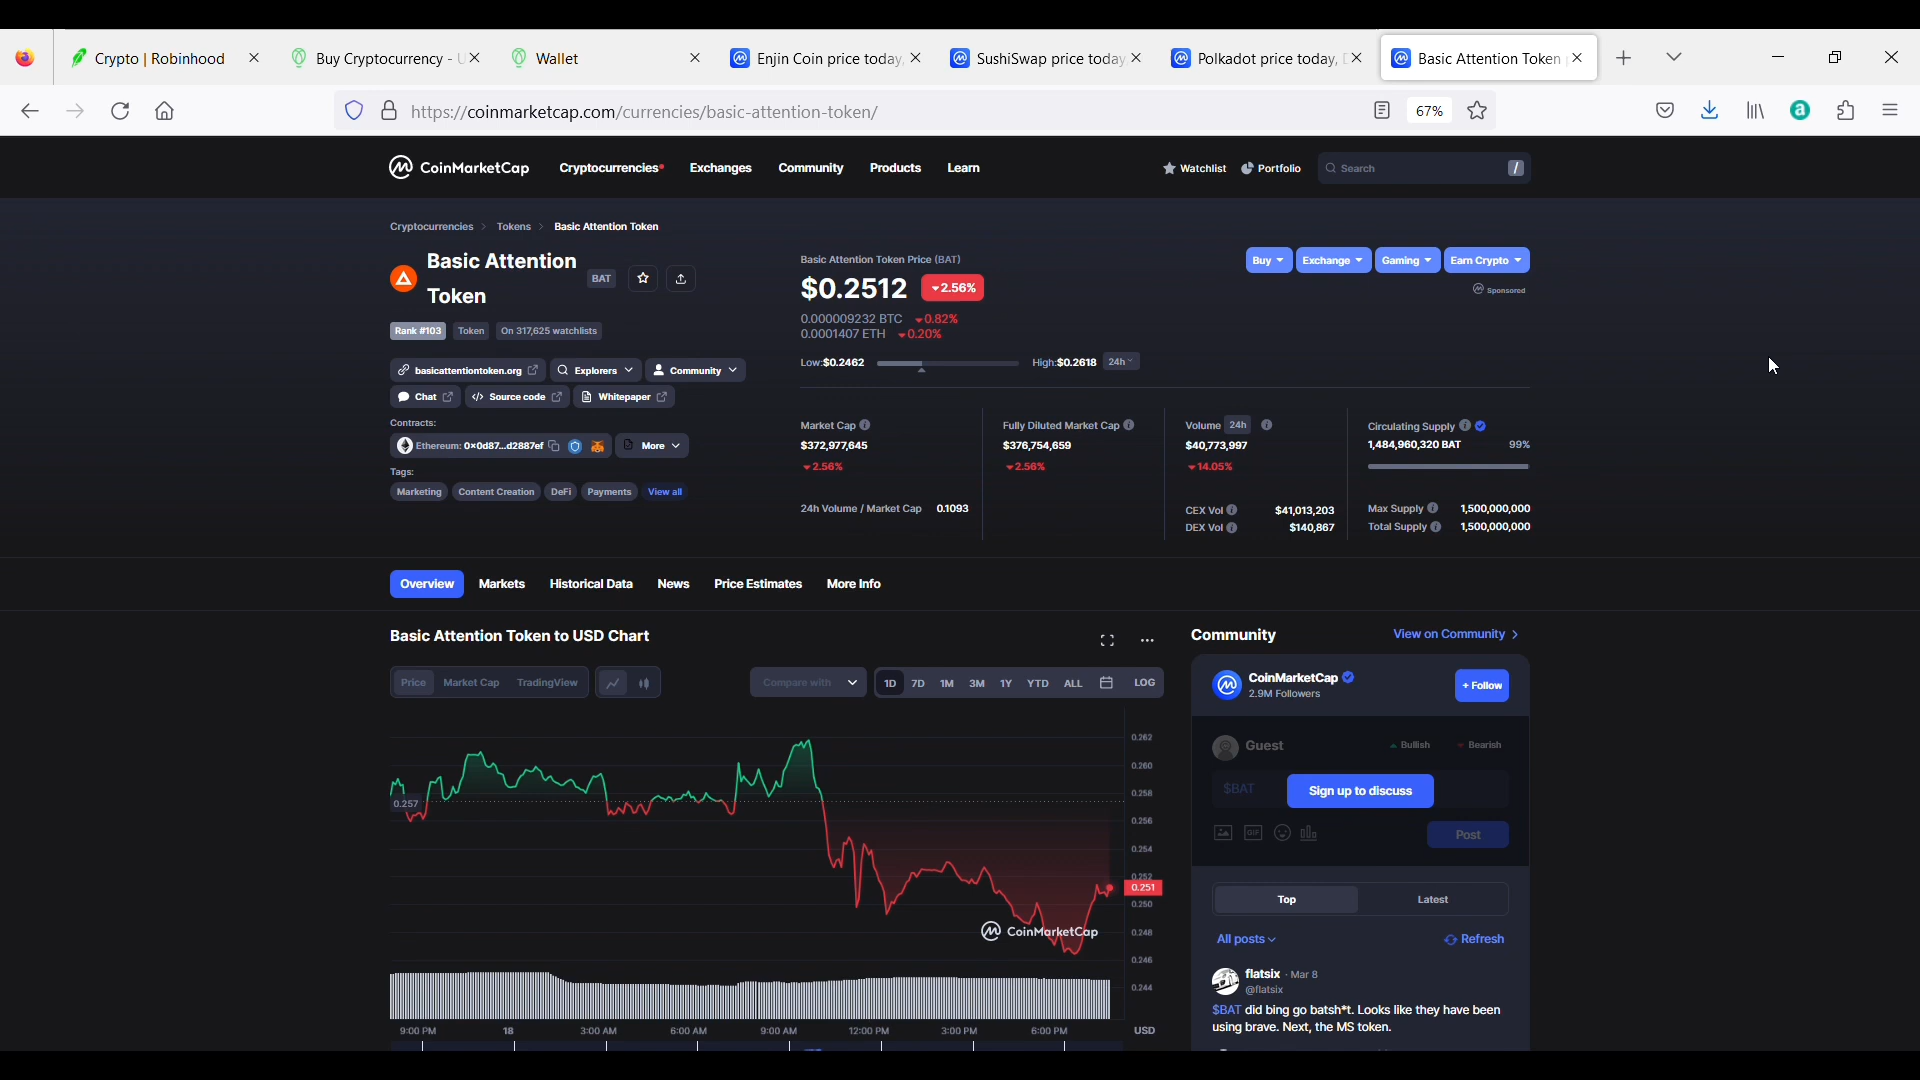 Crypto | Robinhood
Buy Cryptocurrency - U
Wallet
Enjin Coin price today,
SushiSwap price today
Polkadot price today, D
Basic Attention Token p
https://coinmarketcap.com/currencies/basic-attention-token/
67%
CoinMarketCap
Cryptocurrencies
Exchanges
Community
Products
Learn
Watchlist
Portfolio
Search
/
Cryptocurrencies > Tokens > Basic Attention Token
Basic Attention
Token
BAT
Rank #103
Token
On 317,625 watchlists
basicattentiontoken.org
Explorers
Community
Chat
Source code
Whitepaper
Contracts:
Ethereum: 0x0d87...d2887ef
More
Tags:
Marketing
Content Creation
DeFi
Payments
View all
Basic Attention Token Price (BAT)
$0.2512
2.56%
0.000009232 BTC 0.82%
0.0001407 ETH 0.20%
Low:$0.2462
High:$0.2618
24h
Buy
Exchange
Gaming
Earn Crypto
Sponsored
Market Cap
$372,977,645
2.56%
24h Volume / Market Cap 0.1093
Fully Diluted Market Cap
$376,754,659
2.56%
Volume 24h
$40,773,997
14.05%
CEX Vol $41,013,203
DEX Vol $140,867
Circulating Supply
1,484,960,320 BAT 99%
Max Supply 1,500,000,000
Total Supply 1,500,000,000
Overview
Markets
Historical Data
News
Price Estimates
More Info
Basic Attention Token to USD Chart
Price
Market Cap
TradingView
Compare with
1D
7D
1M
3M
1Y
YTD
ALL
LOG
0.257
0.262
0.260
0.258
0.256
0.254
0.252
0.251
0.250
0.248
0.246
0.244
CoinMarketCap
9:00 PM
18
3:00 AM
6:00 AM
9:00 AM
12:00 PM
3:00 PM
6:00 PM
USD
Community
View on Community >
CoinMarketCap
2.9M Followers
+ Follow
Guest
Bullish
Bearish
$BAT
Sign up to discuss
GIF
Post
Top
Latest
All posts
Refresh
flatsix · Mar 8
@flatsix
$BAT did bing go batsh*t. Looks like they have been
using brave. Next, the MS token.